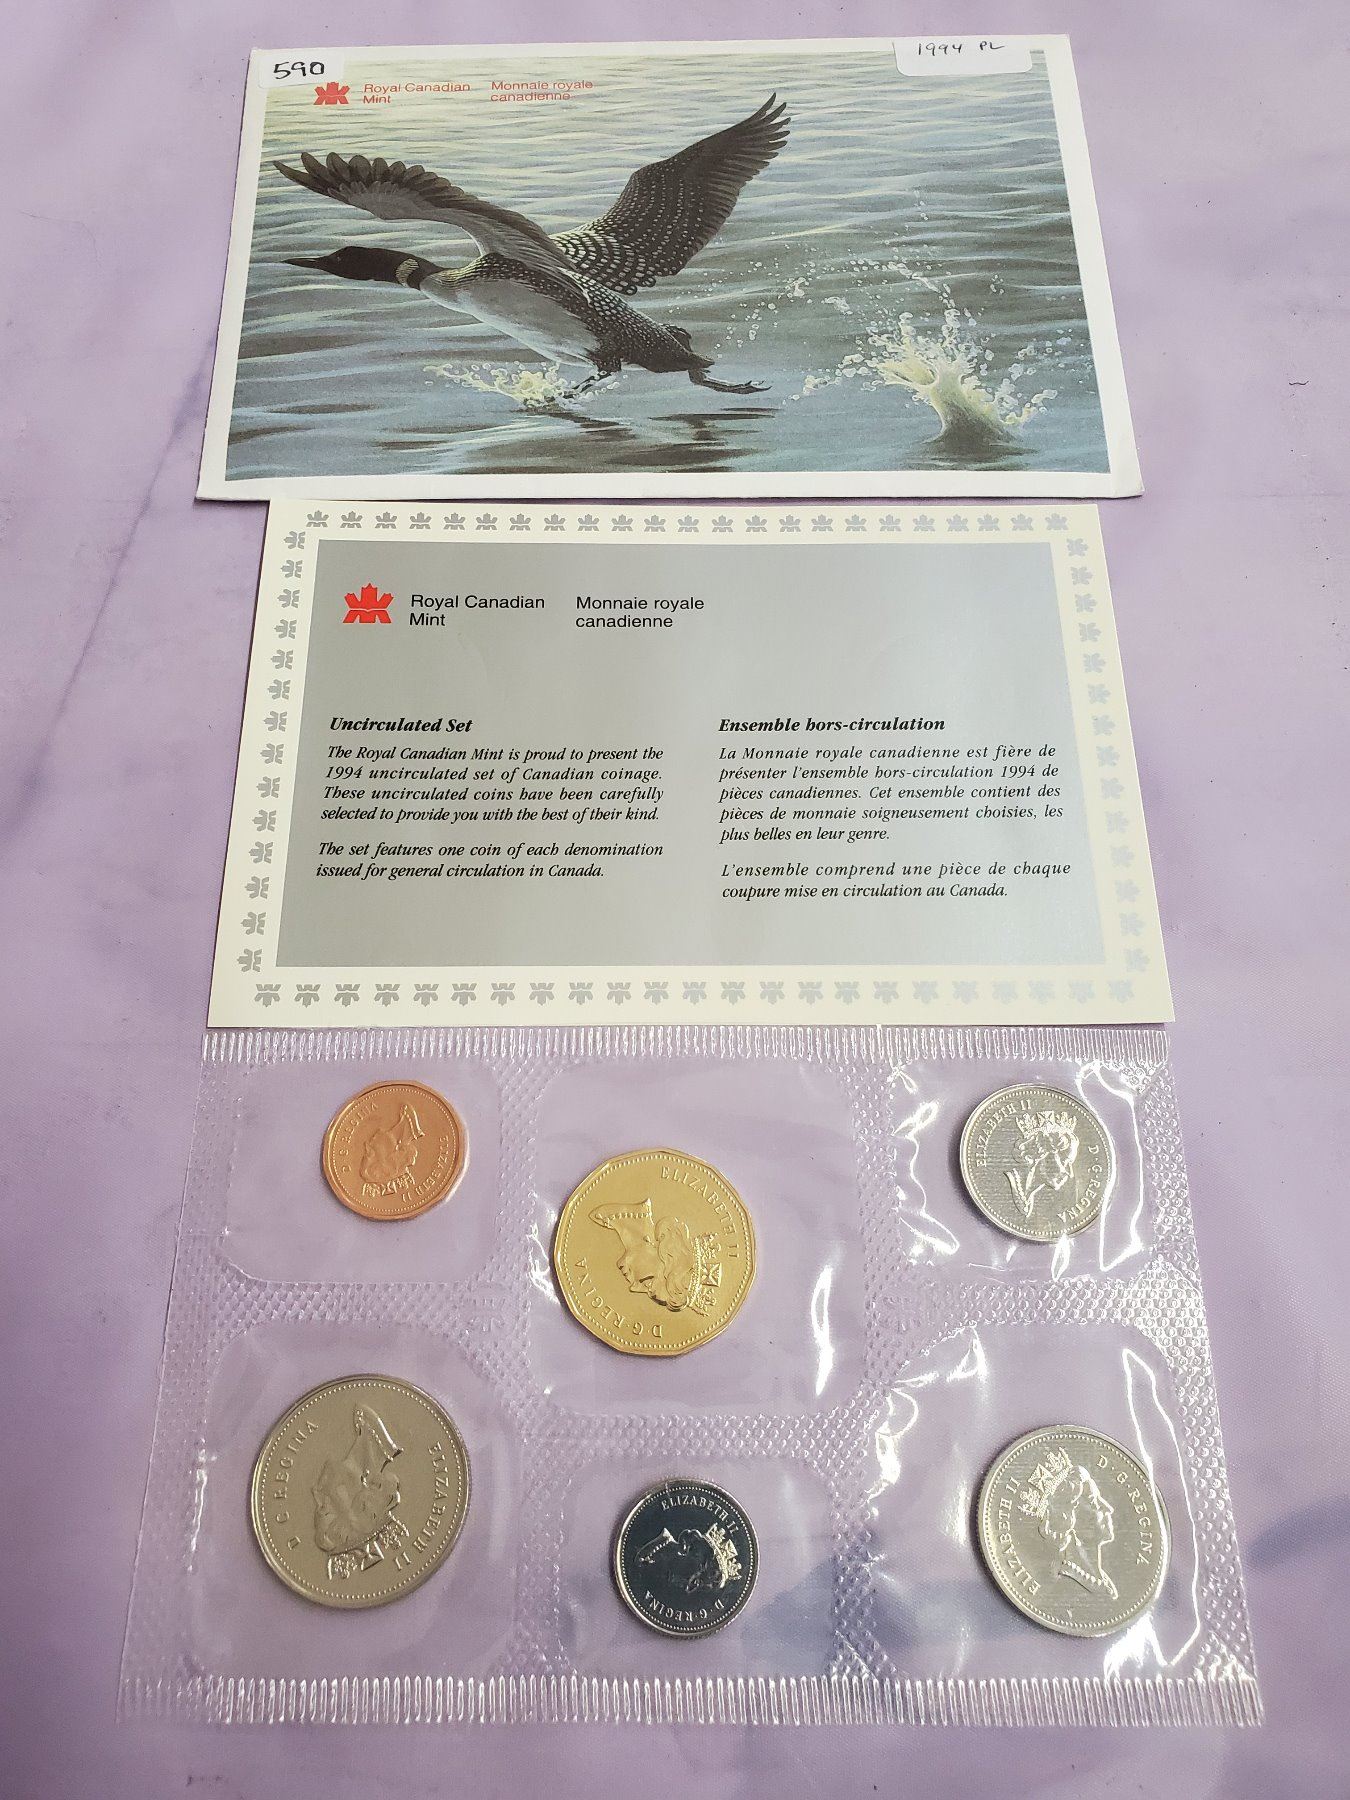 590
1994 PL
Royal Canadian
Mint
Monnaie royale
canadienne
Royal Canadian
Mint
Monnaie royale
canadienne
Uncirculated Set
The Royal Canadian Mint is proud to present the
1994 uncirculated set of Canadian coinage.
These uncirculated coins have been carefully
selected to provide you with the best of their kind.
The set features one coin of each denomination
issued for general circulation in Canada.
Ensemble hors-circulation
La Monnaie royale canadienne est fière de
présenter l'ensemble hors-circulation 1994 de
pièces canadiennes. Cet ensemble contient des
pièces de monnaie soigneusement choisies, les
plus belles en leur genre.
L'ensemble comprend une pièce de chaque
coupure mise en circulation au Canada.
ELIZABETH II D·G·REGINA
ELIZABETH II D·G·REGINA
ELIZABETH II D·G·REGINA
ELIZABETH II D·G·REGINA
ELIZABETH II D·G·REGINA
ELIZABETH II D·G·REGINA